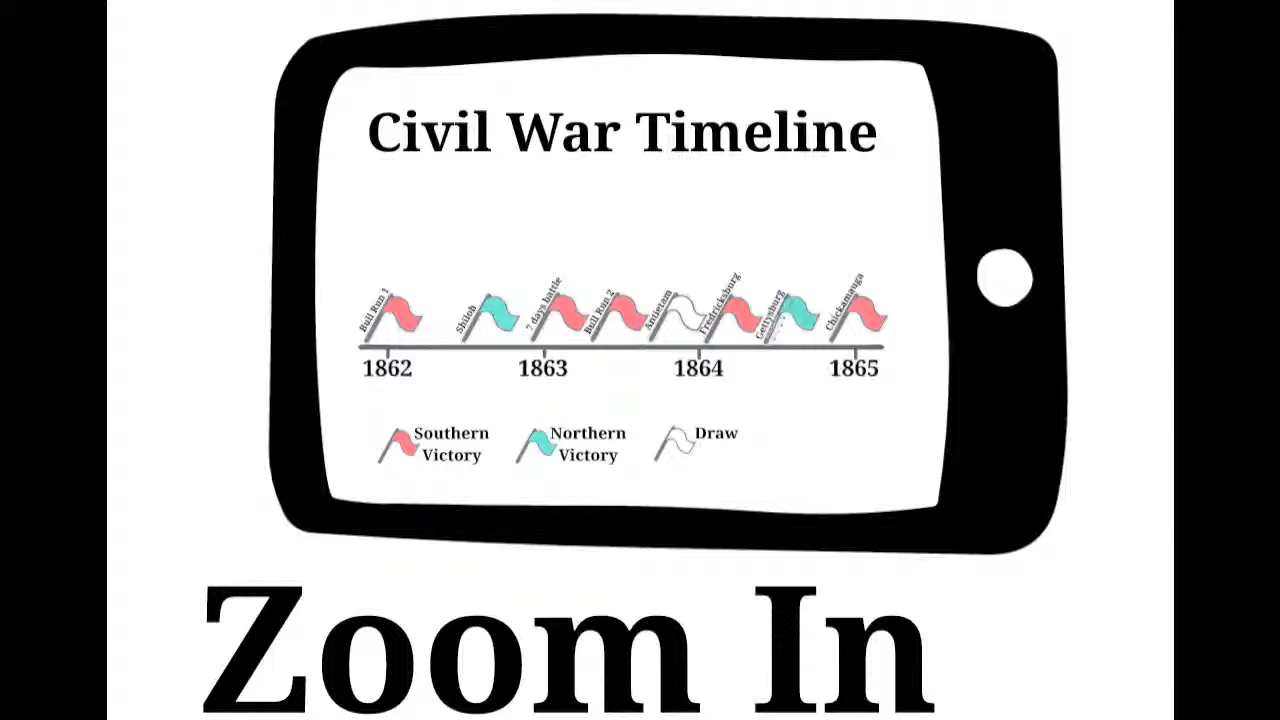 Civil War Timeline
Bull Run 1
Shiloh
7 days battle
Bull Run 2
Antietam
Fredricksburg
Gettysburg
Chickamauga
1862 1863 1864 1865
Southern Victory
Northern Victory
Draw
Zoom In